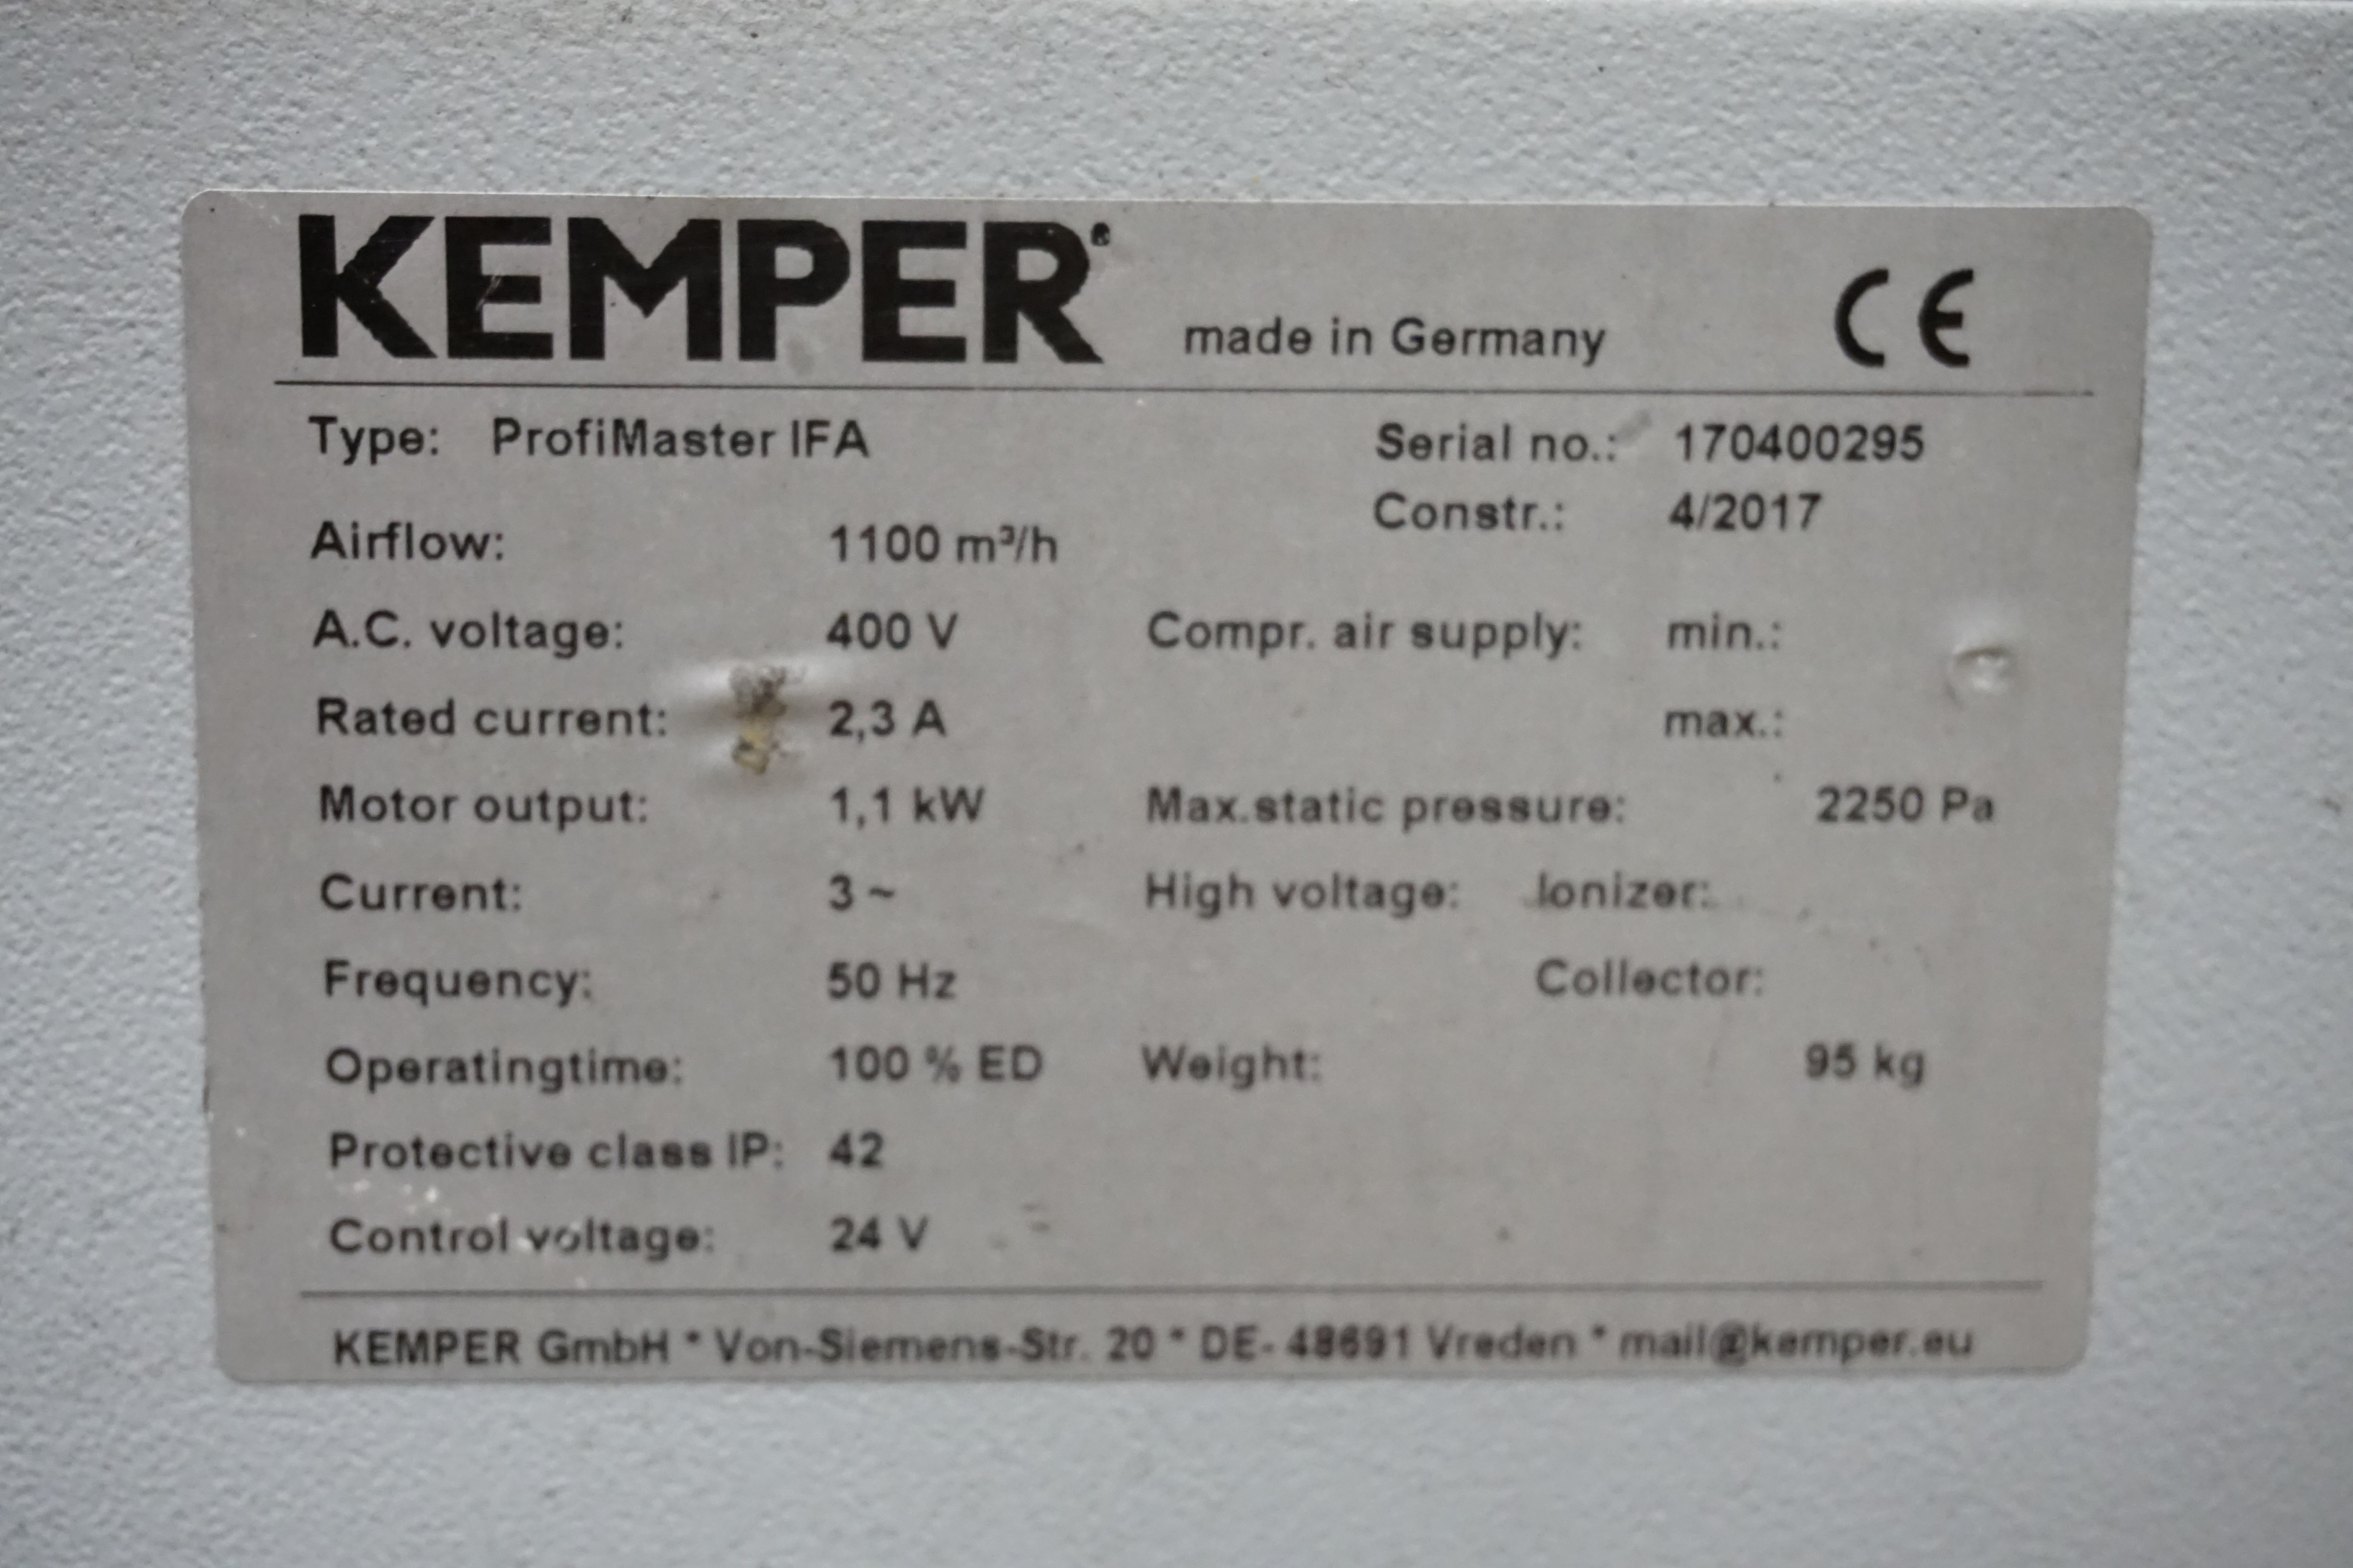 KEMPER®
made in Germany CE
Type: ProfiMaster IFA Serial no.: 170400295
Constr.: 4/2017
Airflow: 1100 m³/h
A.C. voltage: 400 V Compr. air supply: min.:
Rated current: 2,3 A max.:
Motor output: 1,1 kW Max.static pressure: 2250 Pa
Current: 3 ~ High voltage: Ionizer:
Frequency: 50 Hz Collector:
Operatingtime: 100 % ED Weight: 95 kg
Protective class IP: 42
Control voltage: 24 V
KEMPER GmbH * Von-Siemens-Str. 20 * DE- 48691 Vreden * mail@kemper.eu